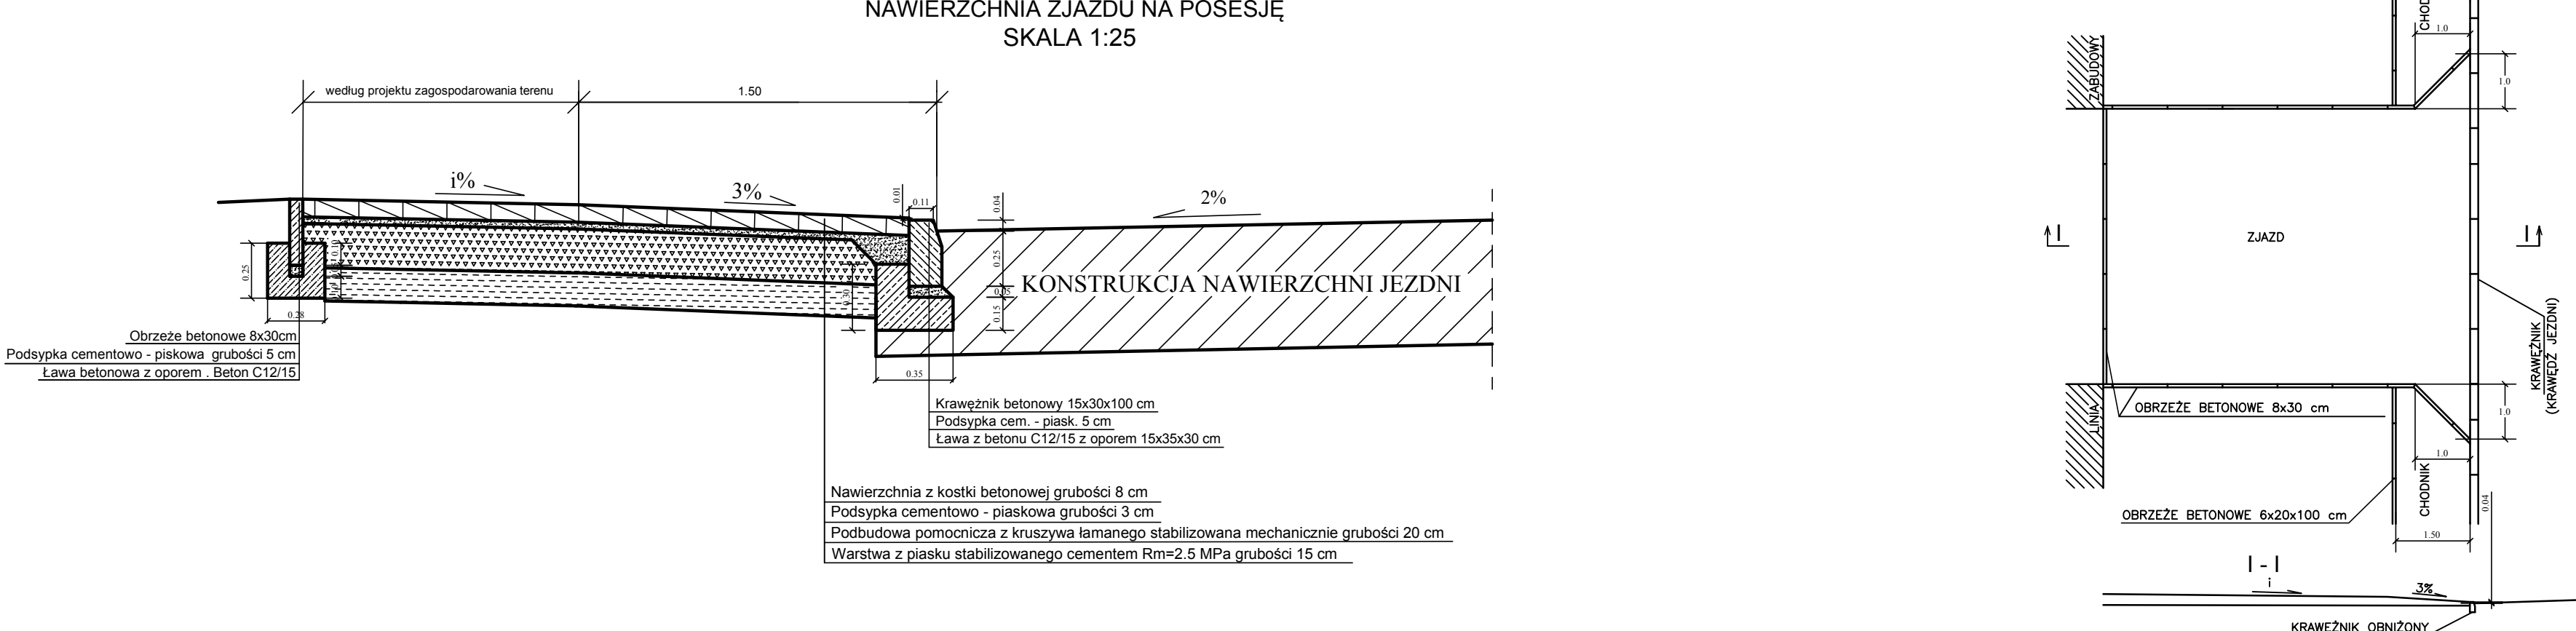 NAWIERZCHNIA ZJAZDU NA POSESJĘ
SKALA 1:25
według projektu zagospodarowania terenu
1.50
i%
3%
2%
0.01
0.11
0.04
0.25
0.10
0.28
0.30
0.25
0.05
0.15
0.35
KONSTRUKCJA NAWIERZCHNI JEZDNI
Obrzeże betonowe 8x30cm
Podsypka cementowo - piskowa grubości 5 cm
Ława betonowa z oporem . Beton C12/15
Krawężnik betonowy 15x30x100 cm
Podsypka cem. - piask. 5 cm
Ława z betonu C12/15 z oporem 15x35x30 cm
Nawierzchnia z kostki betonowej grubości 8 cm
Podsypka cementowo - piaskowa grubości 3 cm
Podbudowa pomocnicza z kruszywa łamanego stabilizowana mechanicznie grubości 20 cm
Warstwa z piasku stabilizowanego cementem Rm=2.5 MPa grubości 15 cm
1.0
1.0
ZABUDOWY
I
ZJAZD
I
KRAWĘŻNIK
(KRAWĘDŹ JEZDNI)
LINIA
OBRZEŻE BETONOWE 8x30 cm
1.0
1.0
CHODNIK
OBRZEŻE BETONOWE 6x20x100 cm
1.50
0.04
I - I
i
3%
KRAWĘŻNIK OBNIŻONY